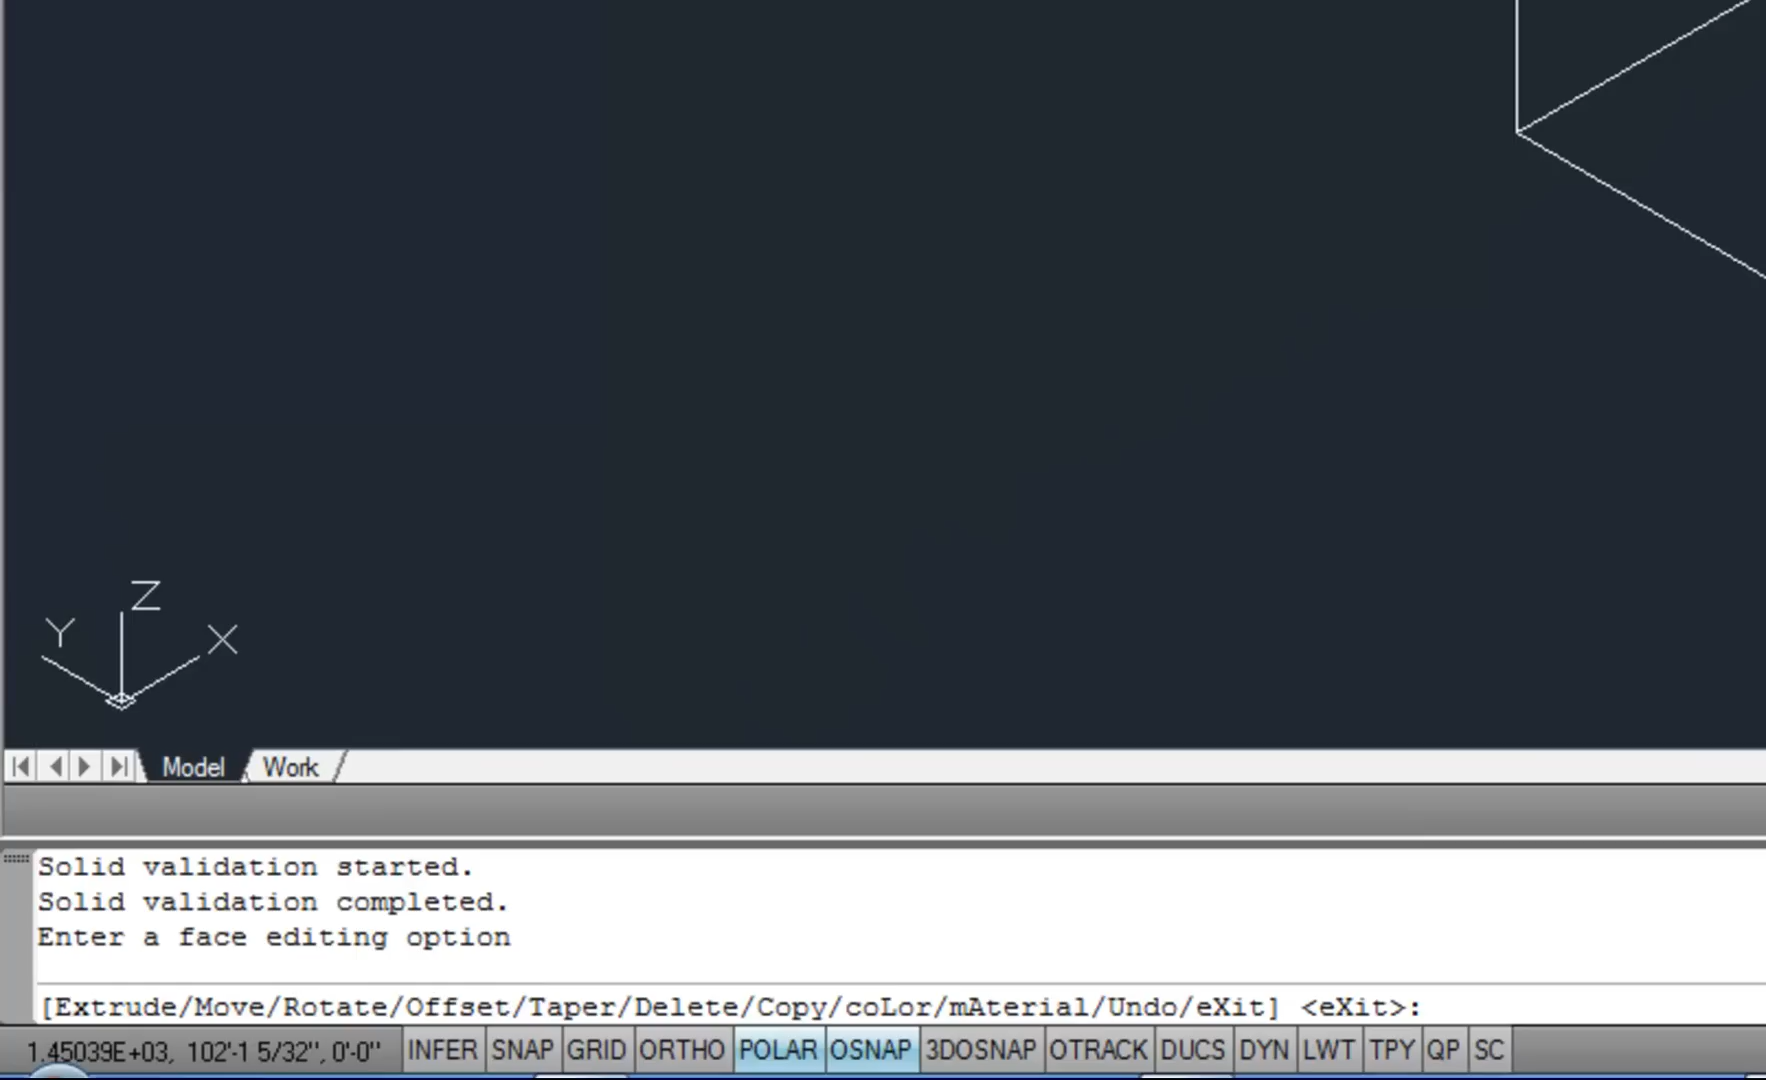 Z
Y X
Model Work
Solid validation started.
Solid validation completed.
Enter a face editing option
[Extrude/Move/Rotate/Offset/Taper/Delete/Copy/coLor/mAterial/Undo/eXit] <eXit>:
1.45039E+03, 102'-1 5/32", 0'-0" INFER SNAP GRID ORTHO POLAR OSNAP 3DOSNAP OTRACK DUCS DYN LWT TPY QP SC